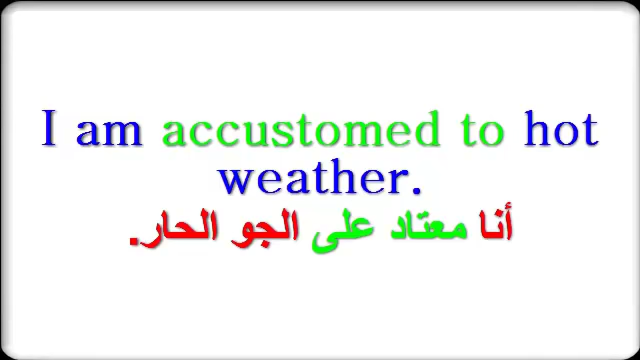 I am accustomed to hot
weather.
أنا معتاد على الجو الحار.